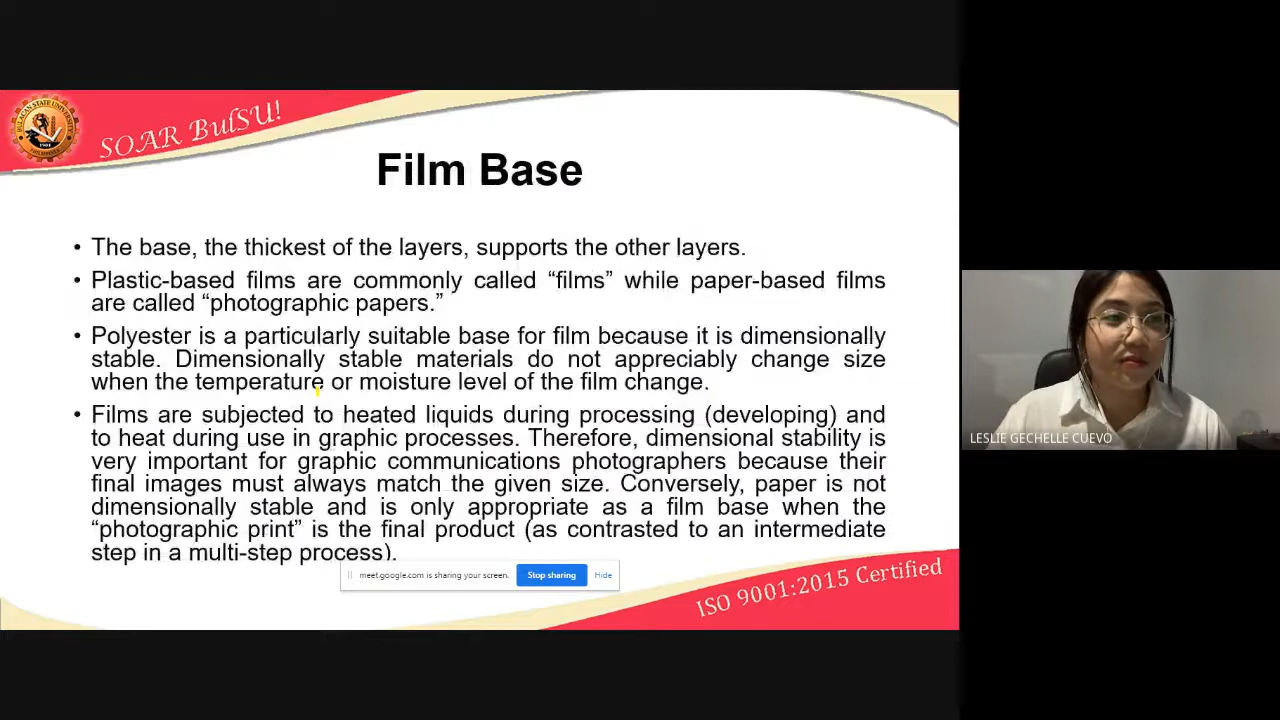 BULACAN STATE UNIVERSITY
1904
SOAR BulSU!
Film Base
• The base, the thickest of the layers, supports the other layers.
• Plastic-based films are commonly called “films” while paper-based films
are called “photographic papers.”
• Polyester is a particularly suitable base for film because it is dimensionally
stable. Dimensionally stable materials do not appreciably change size
when the temperature or moisture level of the film change.
• Films are subjected to heated liquids during processing (developing) and
to heat during use in graphic processes. Therefore, dimensional stability is
very important for graphic communications photographers because their
final images must always match the given size. Conversely, paper is not
dimensionally stable and is only appropriate as a film base when the
“photographic print” is the final product (as contrasted to an intermediate
step in a multi-step process).
meet.google.com is sharing your screen.
Stop sharing
Hide
ISO 9001:2015 Certified
LESLIE GECHELLE CUEVO